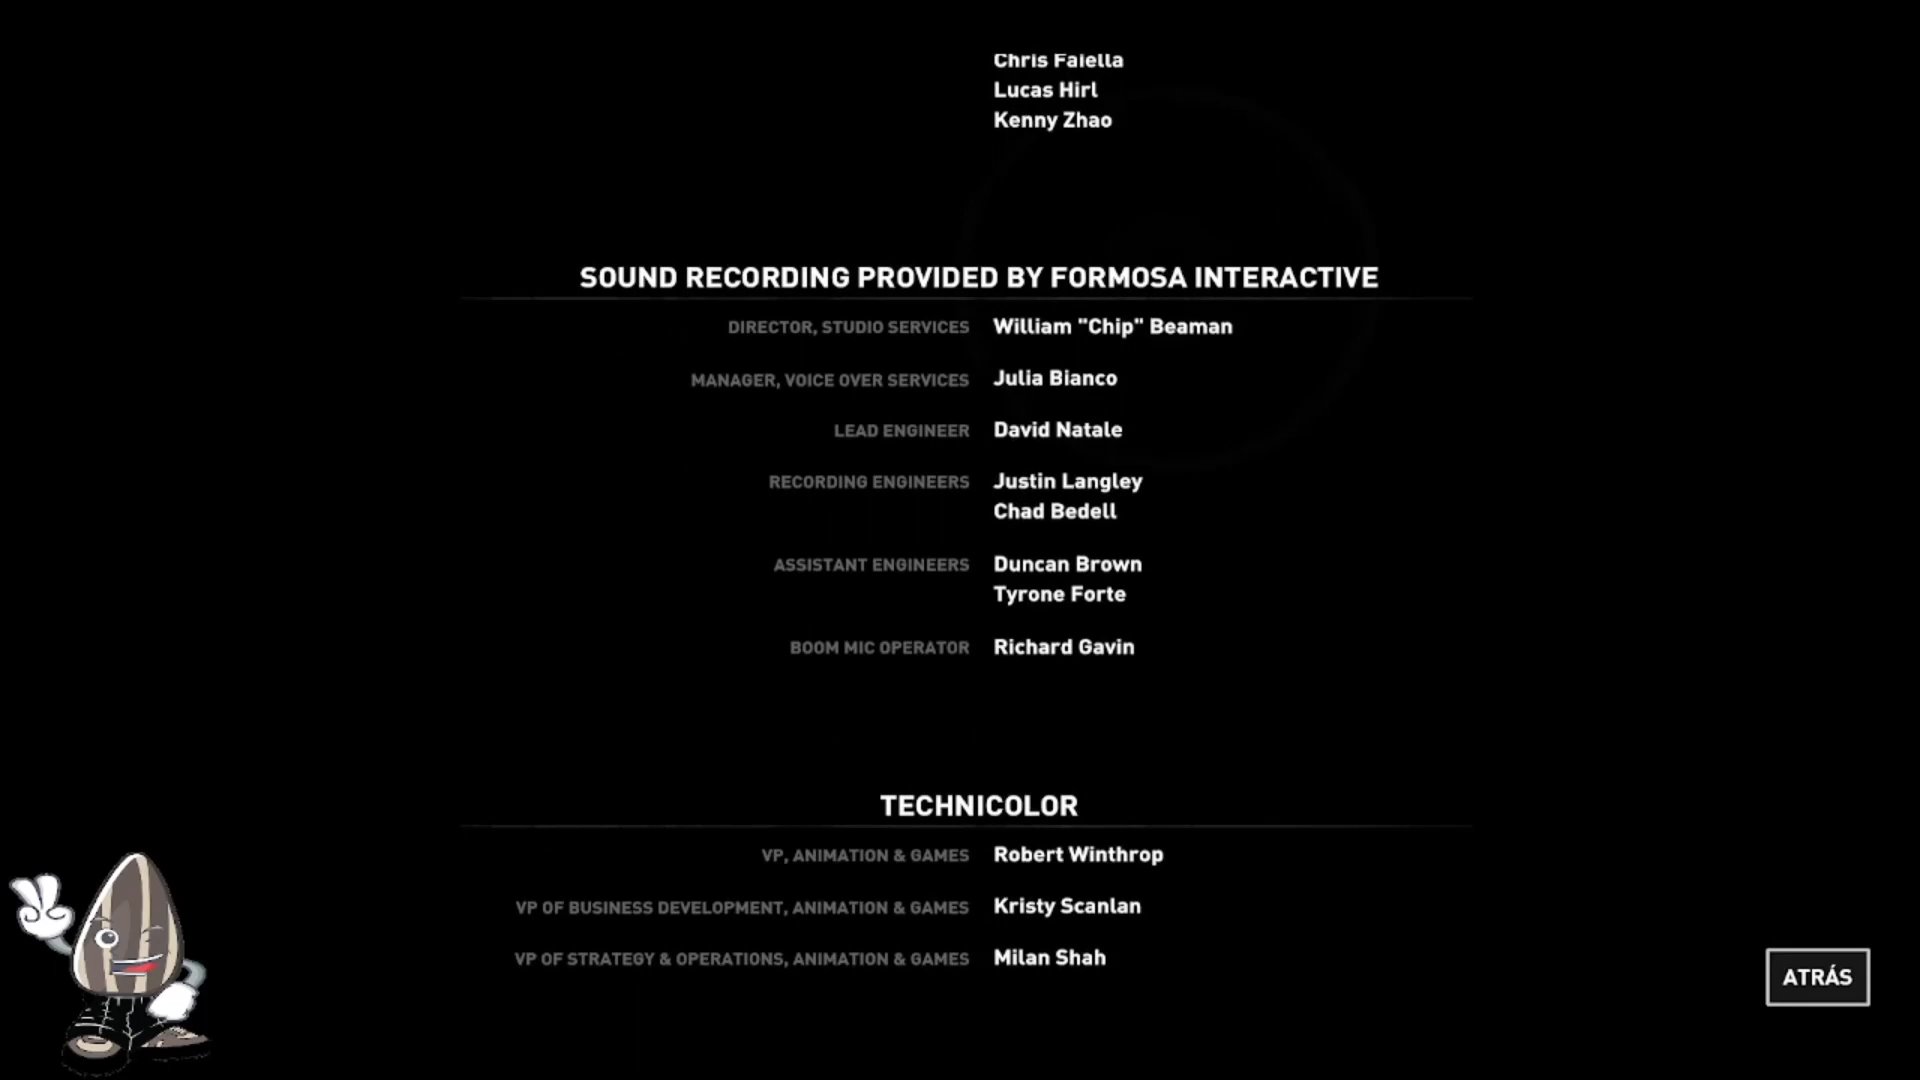 Chris Faiella
Lucas Hirl
Kenny Zhao
SOUND RECORDING PROVIDED BY FORMOSA INTERACTIVE
DIRECTOR, STUDIO SERVICES William "Chip" Beaman
MANAGER, VOICE OVER SERVICES Julia Bianco
LEAD ENGINEER David Natale
RECORDING ENGINEERS Justin Langley
Chad Bedell
ASSISTANT ENGINEERS Duncan Brown
Tyrone Forte
BOOM MIC OPERATOR Richard Gavin
TECHNICOLOR
VP, ANIMATION & GAMES Robert Winthrop
VP OF BUSINESS DEVELOPMENT, ANIMATION & GAMES Kristy Scanlan
VP OF STRATEGY & OPERATIONS, ANIMATION & GAMES Milan Shah
ATRÁS